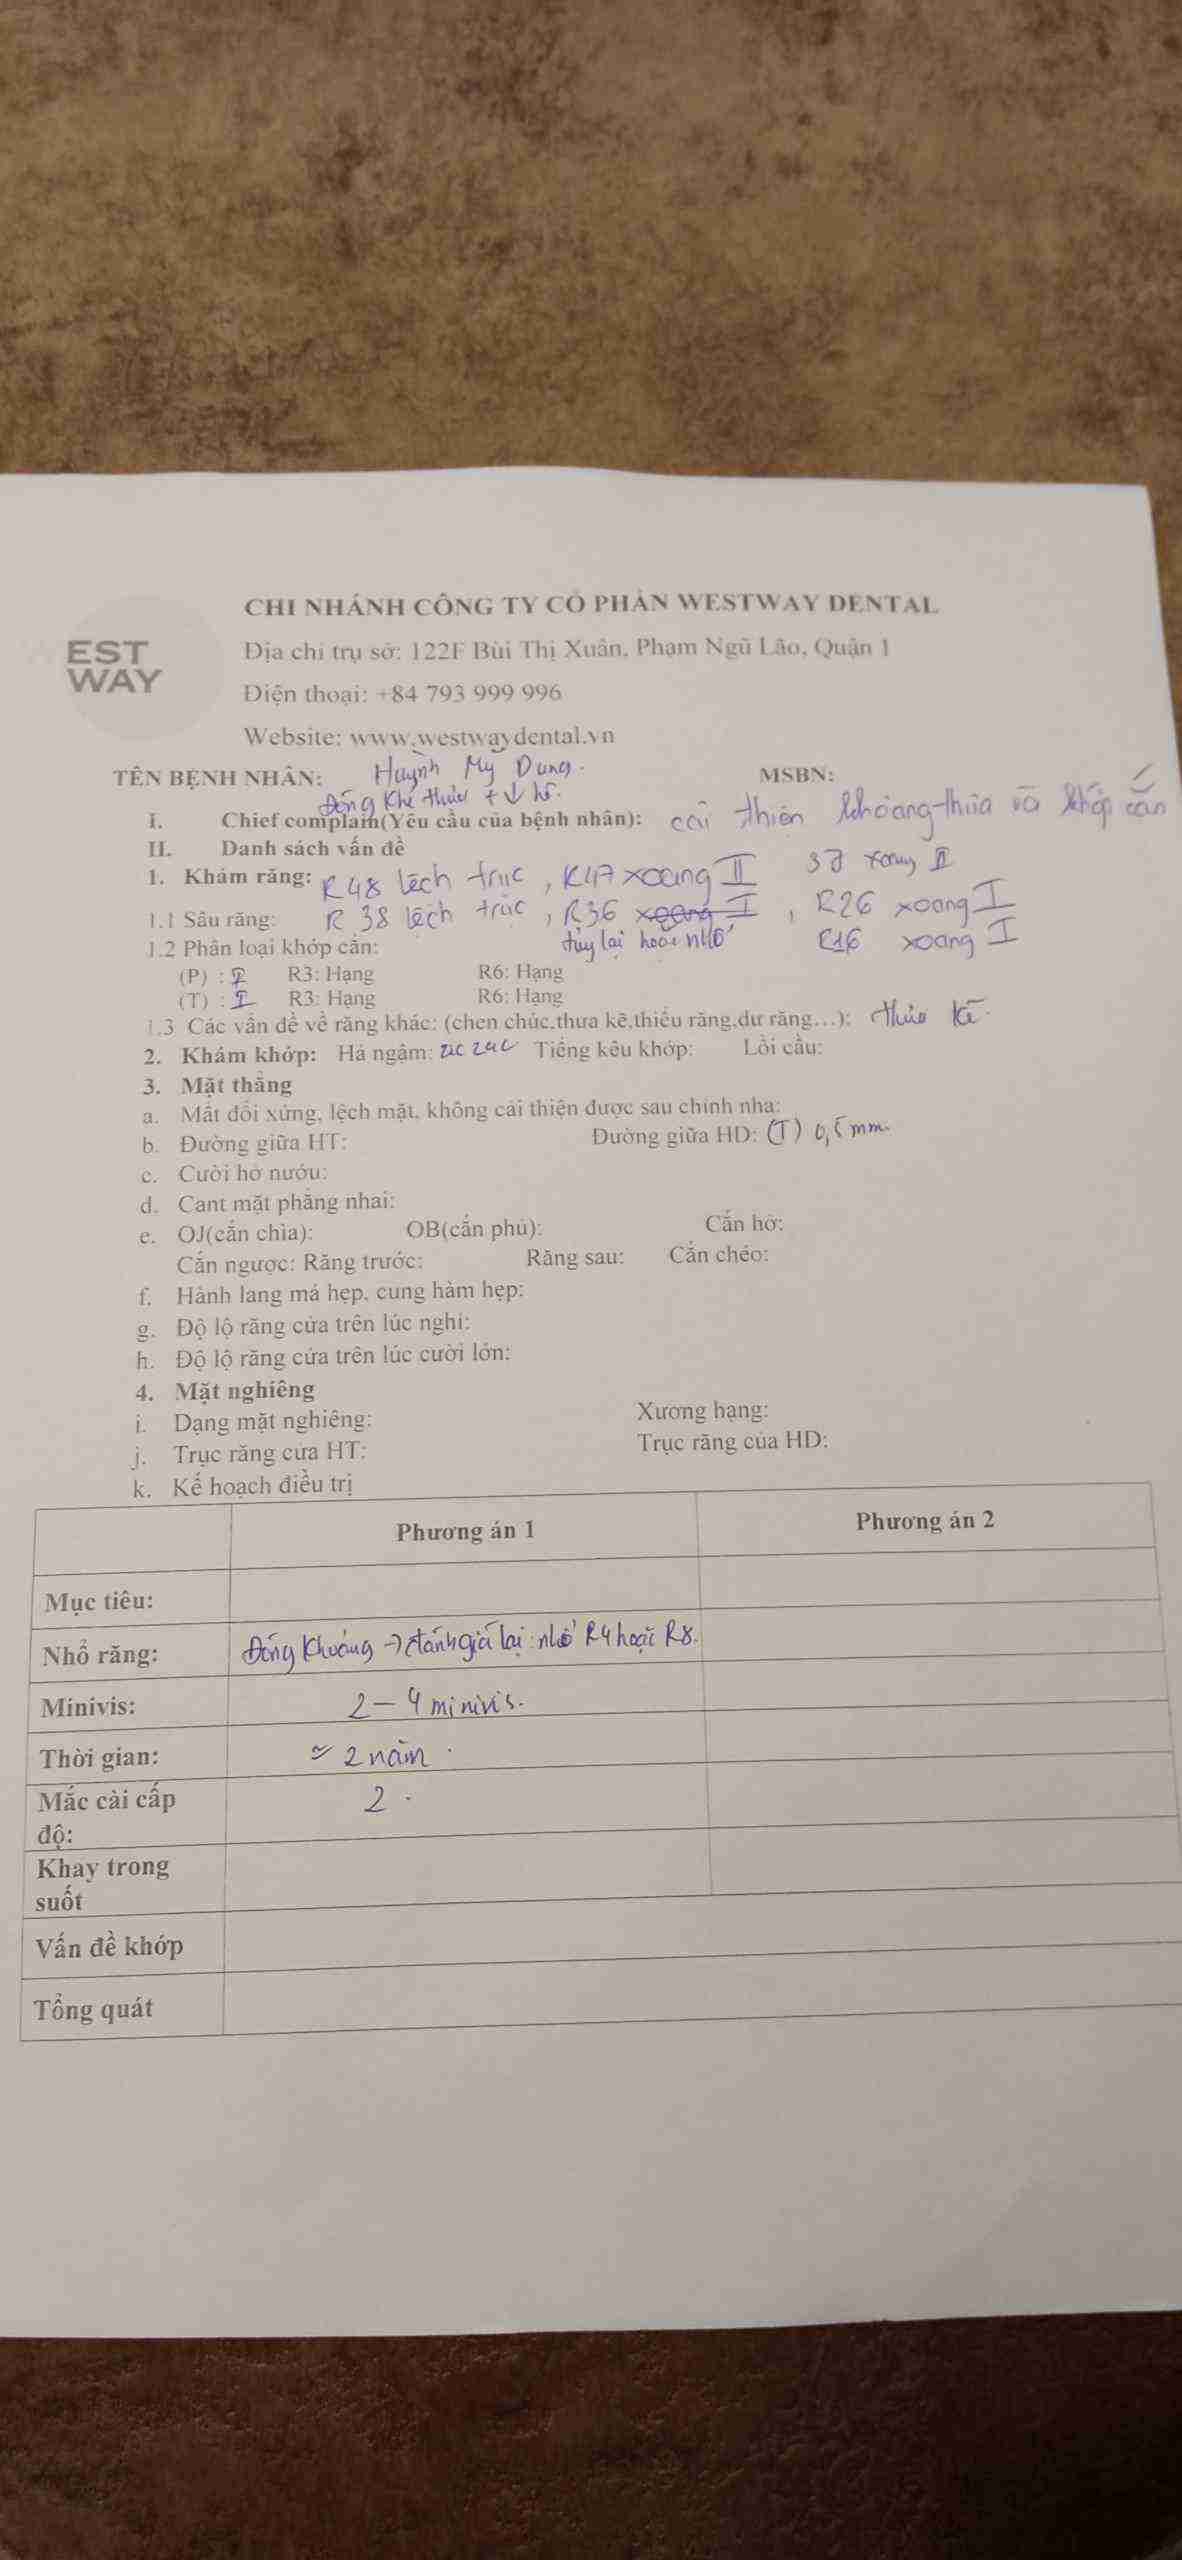 WEST
WAY
CHI NHÁNH CÔNG TY CỔ PHẦN WESTWAY DENTAL
Địa chỉ trụ sở: 122F Bùi Thị Xuân, Phạm Ngũ Lão, Quận 1
Điện thoại: +84 793 999 996
Website: www.westwaydental.vn
TÊN BỆNH NHÂN: Huỳnh Mỹ Dung. MSBN:
Đóng khe thưa + ↓ hô.
I. Chief complain(Yêu cầu của bệnh nhân): cải thiện khoảng thưa và khớp cắn
II. Danh sách vấn đề
1. Khám răng: R48 lệch trục, R47 xoang II 37 xoang II
1.1 Sâu răng: R38 lệch trục, R36 xoang I, R26 xoang I
tủy lại hoặc nhổ R16 xoang I
1.2 Phân loại khớp cắn:
(P) : I R3: Hạng R6: Hạng
(T) : I R3: Hạng R6: Hạng
1.3 Các vấn đề về răng khác: (chen chúc,thưa kẽ,thiếu răng,dư răng...): thưa kẽ.
2. Khám khớp: Há ngậm: zic zac Tiếng kêu khớp: Lồi cầu:
3. Mặt thẳng
a. Mất đối xứng, lệch mặt, không cải thiện được sau chỉnh nha:
b. Đường giữa HT: Đường giữa HD: (T) 0,5 mm.
c. Cười hở nướu:
d. Cant mặt phẳng nhai:
e. OJ(cắn chìa): OB(cắn phủ): Cắn hở:
Cắn ngược: Răng trước: Răng sau: Cắn chéo:
f. Hành lang má hẹp, cung hàm hẹp:
g. Độ lộ răng cửa trên lúc nghỉ:
h. Độ lộ răng cửa trên lúc cười lớn:
4. Mặt nghiêng
i. Dạng mặt nghiêng: Xương hạng:
j. Trục răng cửa HT: Trục răng của HD:
k. Kế hoạch điều trị
Phương án 1 Phương án 2
Mục tiêu:
Nhổ răng: Đóng khoảng → đánh giá lại: nhổ R4 hoặc R8.
Minivis: 2 – 4 minivis.
Thời gian: ≃ 2 năm.
Mắc cài cấp độ: 2.
Khay trong suốt
Vấn đề khớp
Tổng quát